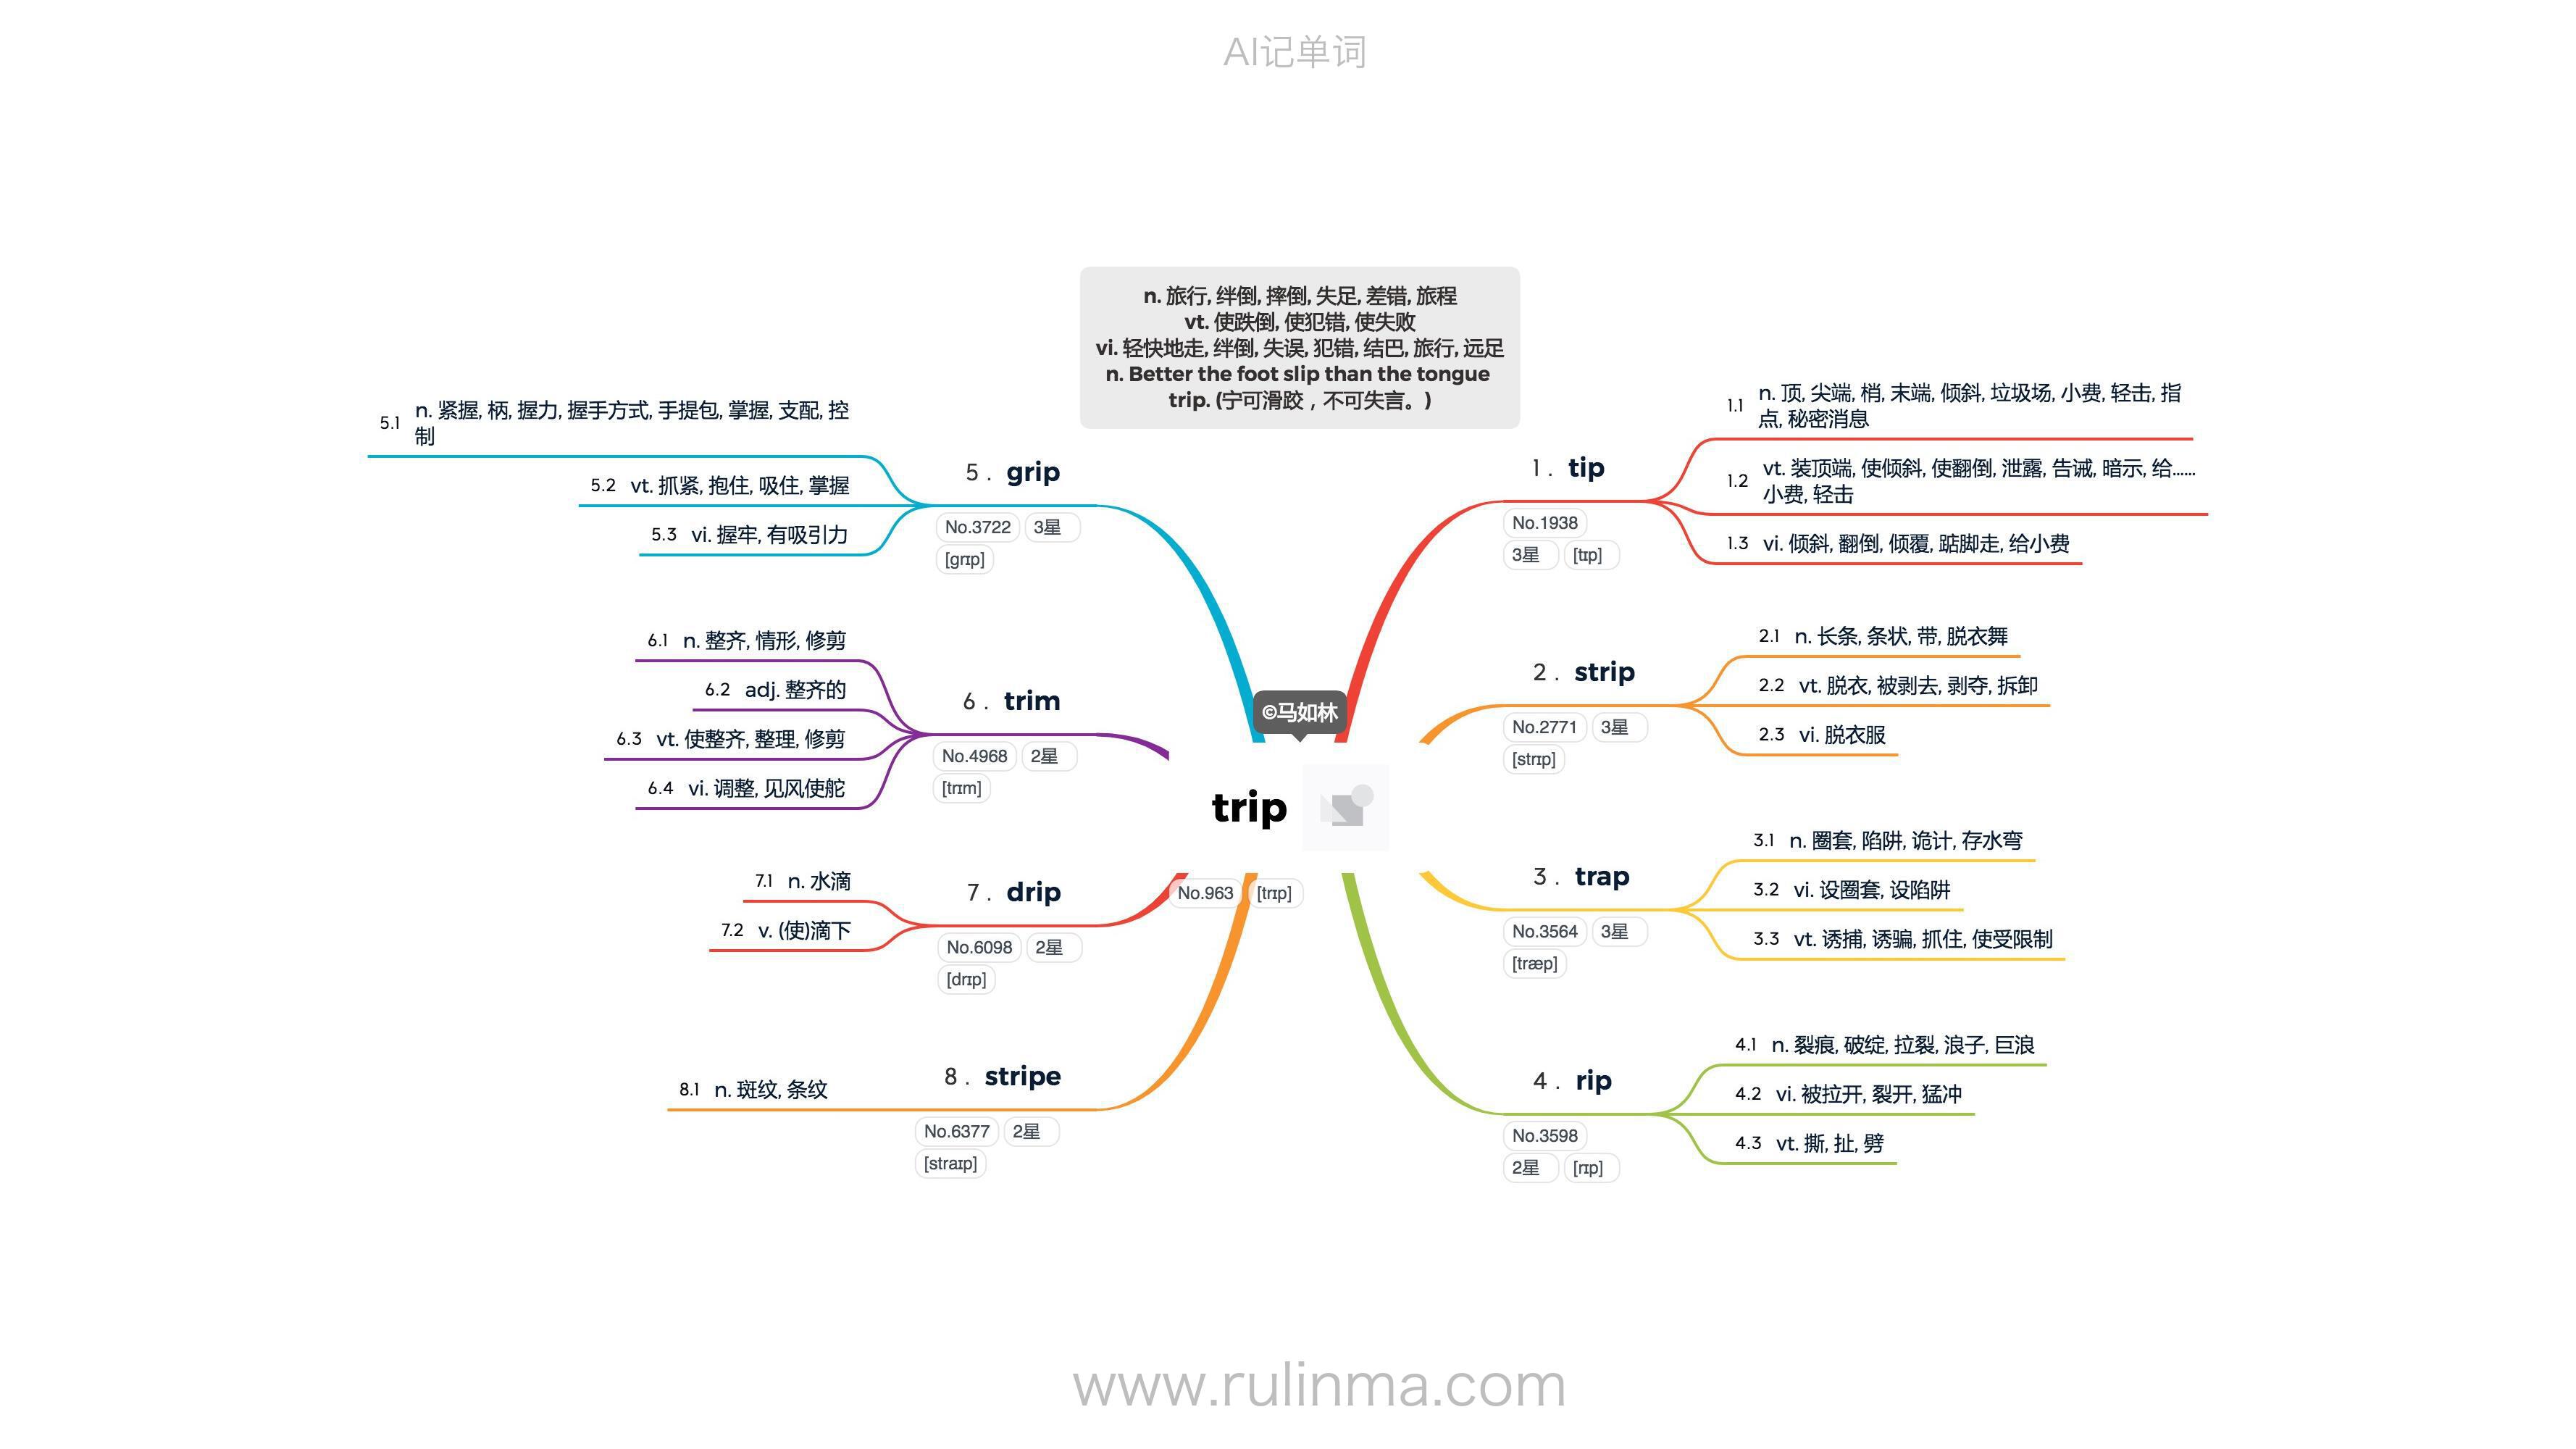 AI记单词
n. 旅行, 绊倒, 摔倒, 失足, 差错, 旅程
vt. 使跌倒, 使犯错, 使失败
vi. 轻快地走, 绊倒, 失误, 犯错, 结巴, 旅行, 远足
n. Better the foot slip than the tongue
trip. (宁可滑跤，不可失言。)
©马如林
trip
No.963 [trɪp]
1. tip
No.1938
3星 [tɪp]
1.1 n. 顶, 尖端, 梢, 末端, 倾斜, 垃圾场, 小费, 轻击, 指
点, 秘密消息
1.2 vt. 装顶端, 使倾斜, 使翻倒, 泄露, 告诫, 暗示, 给……
小费, 轻击
1.3 vi. 倾斜, 翻倒, 倾覆, 踮脚走, 给小费
2. strip
No.2771 3星
[strɪp]
2.1 n. 长条, 条状, 带, 脱衣舞
2.2 vt. 脱衣, 被剥去, 剥夺, 拆卸
2.3 vi. 脱衣服
3. trap
No.3564 3星
[træp]
3.1 n. 圈套, 陷阱, 诡计, 存水弯
3.2 vi. 设圈套, 设陷阱
3.3 vt. 诱捕, 诱骗, 抓住, 使受限制
4. rip
No.3598
2星 [rɪp]
4.1 n. 裂痕, 破绽, 拉裂, 浪子, 巨浪
4.2 vi. 被拉开, 裂开, 猛冲
4.3 vt. 撕, 扯, 劈
5. grip
No.3722 3星
[grɪp]
5.1 n. 紧握, 柄, 握力, 握手方式, 手提包, 掌握, 支配, 控
制
5.2 vt. 抓紧, 抱住, 吸住, 掌握
5.3 vi. 握牢, 有吸引力
6. trim
No.4968 2星
[trɪm]
6.1 n. 整齐, 情形, 修剪
6.2 adj. 整齐的
6.3 vt. 使整齐, 整理, 修剪
6.4 vi. 调整, 见风使舵
7. drip
No.6098 2星
[drɪp]
7.1 n. 水滴
7.2 v. (使)滴下
8. stripe
No.6377 2星
[straɪp]
8.1 n. 斑纹, 条纹
www.rulinma.com